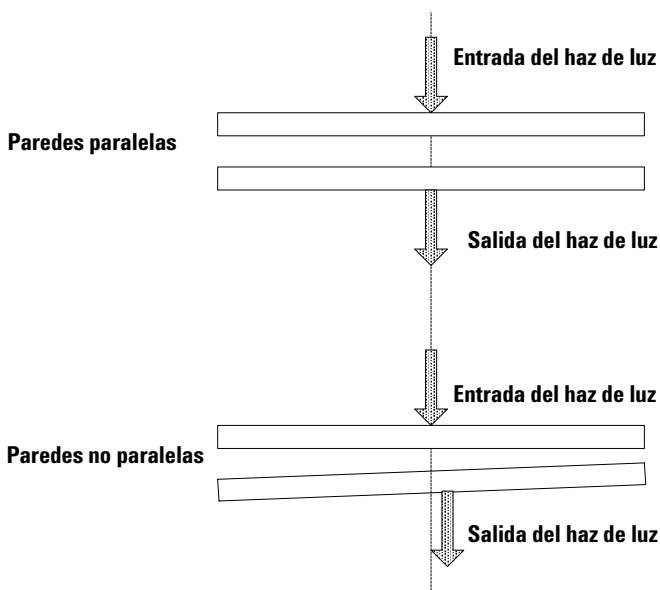 Entrada del haz de luz
Paredes paralelas
Salida del haz de luz
Entrada del haz de luz
Paredes no paralelas
Salida del haz de luz